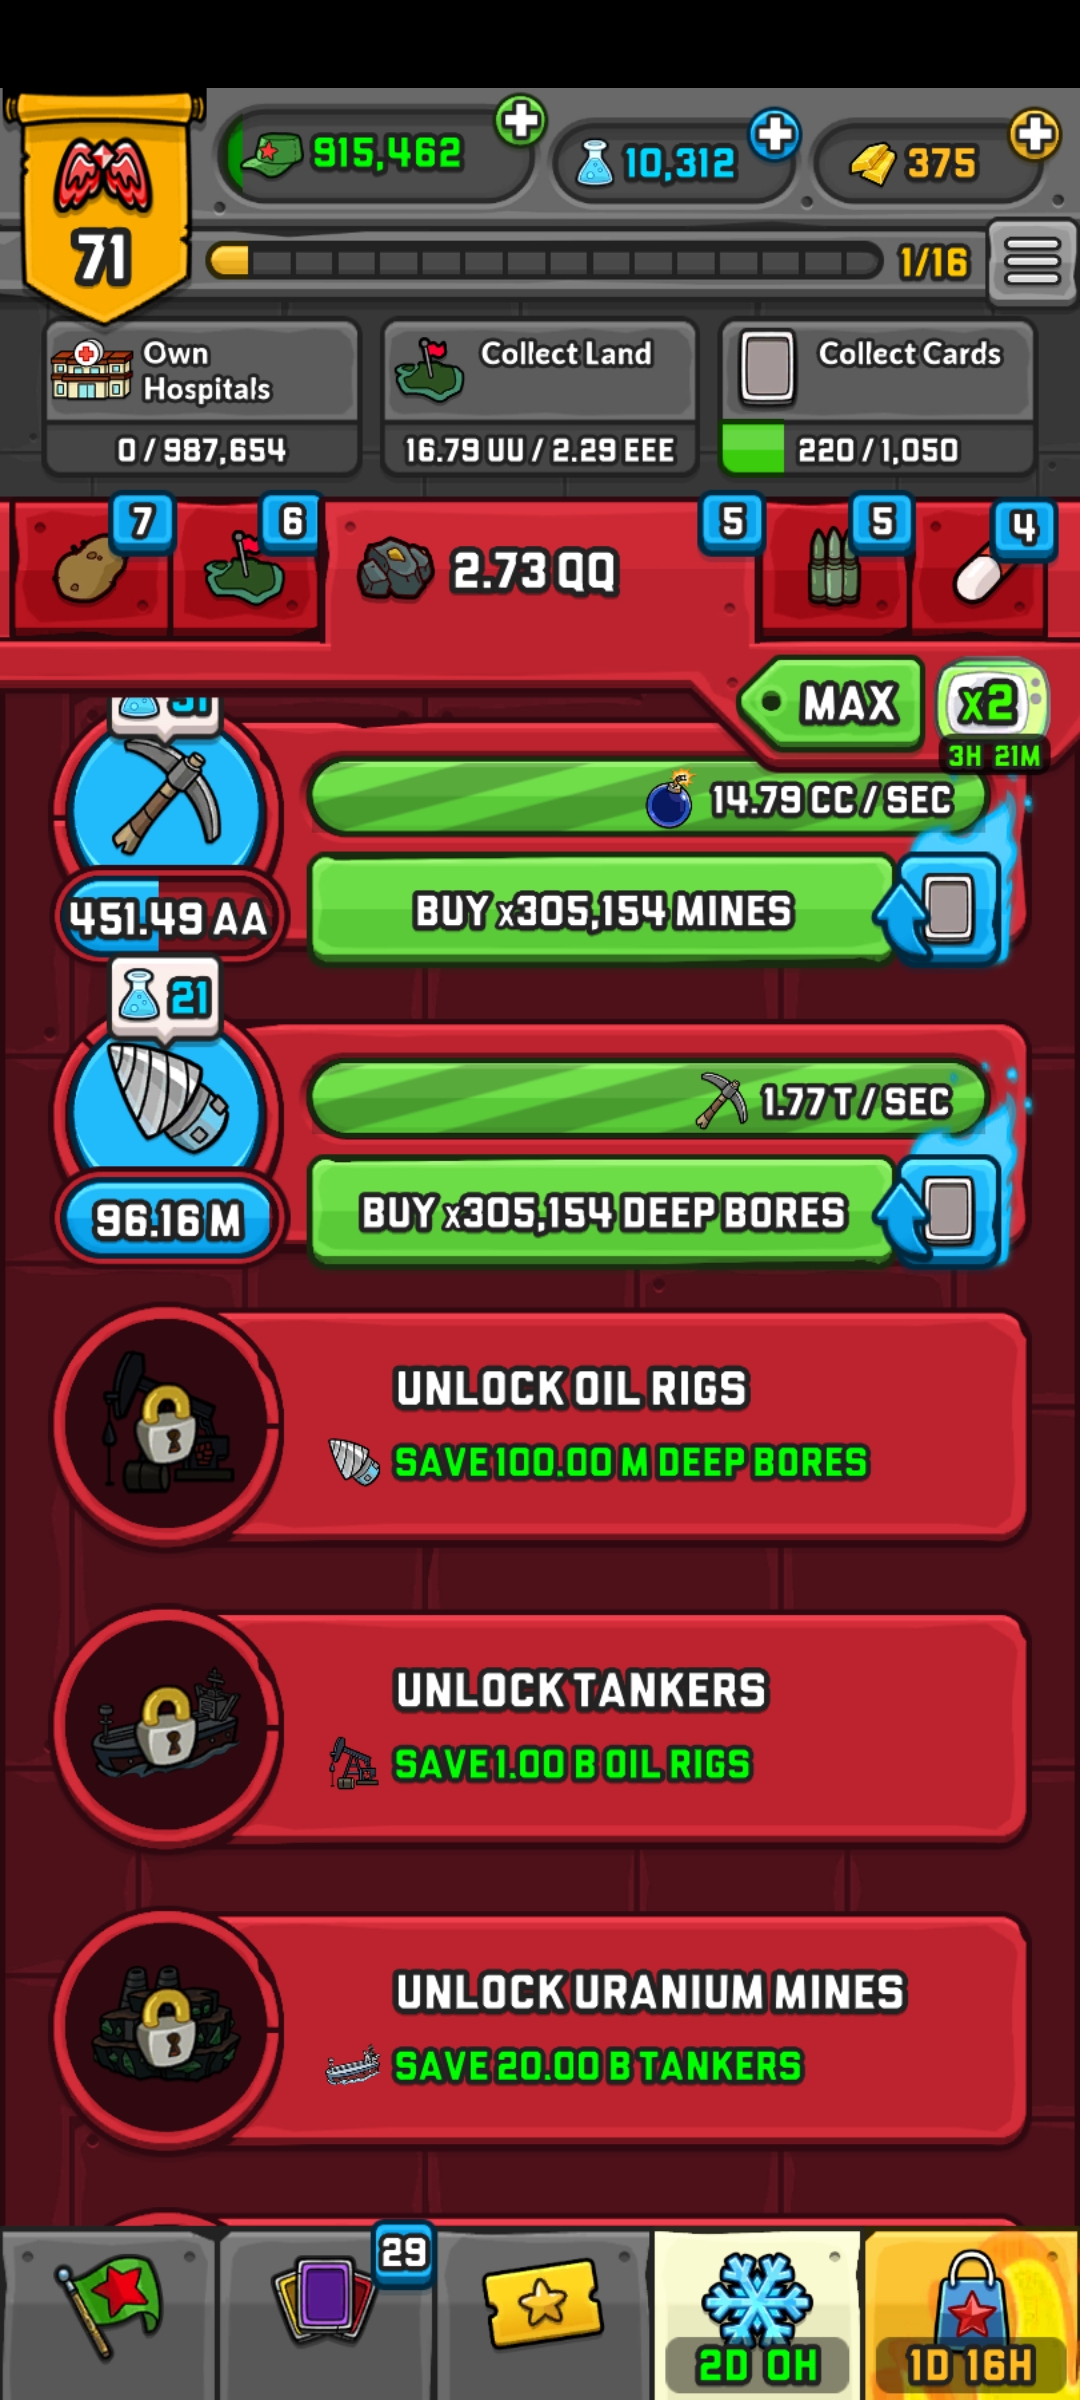 915,462
10,312
375
71
1/16
Own
Hospitals
0/987,654
Collect Land
16.79 UU / 2.29 EEE
Collect Cards
220/1,050
7
6
2.73 QQ
5
5
4
MAX
x2
3H 21M
14.79 CC / SEC
451.49 AA
BUY x305,154 MINES
21
1.77 T / SEC
96.16 M
BUY x305,154 DEEP BORES
UNLOCK OIL RIGS
SAVE 100.00 M DEEP BORES
UNLOCK TANKERS
SAVE 1.00 B OIL RIGS
UNLOCK URANIUM MINES
SAVE 20.00 B TANKERS
29
2D 0H
1D 16H